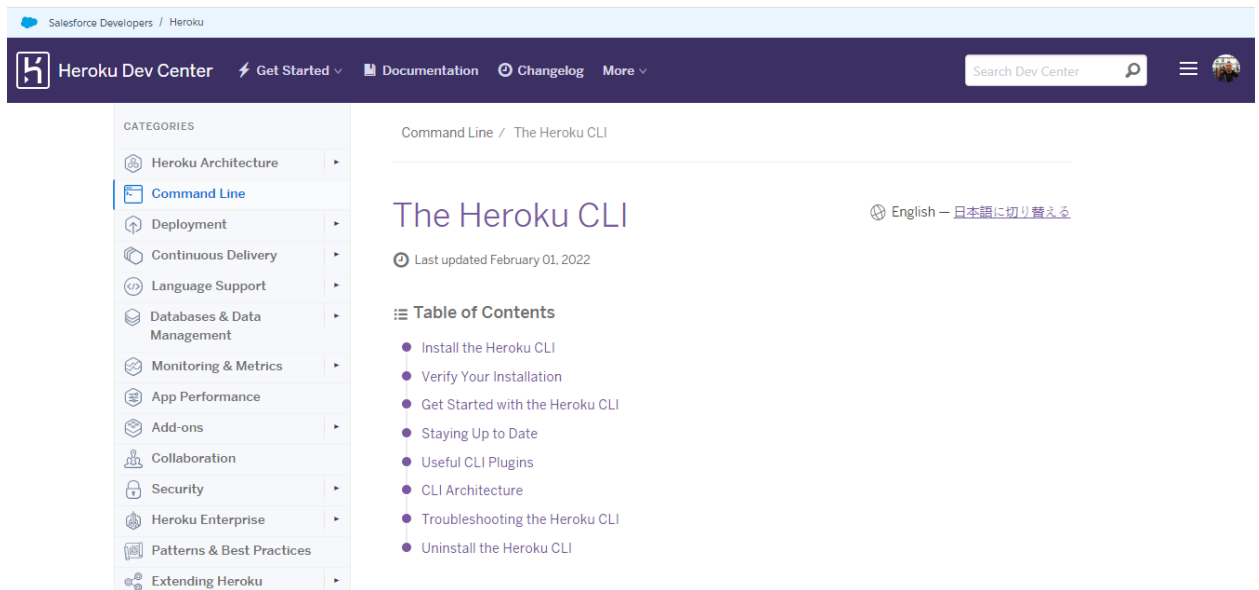 Salesforce Developers / Heroku
Heroku Dev Center Get Started Documentation Changelog More Search Dev Center
CATEGORIES
Heroku Architecture
Command Line
Deployment
Continuous Delivery
Language Support
Databases & Data
Management
Monitoring & Metrics
App Performance
Add-ons
Collaboration
Security
Heroku Enterprise
Patterns & Best Practices
Extending Heroku
Command Line / The Heroku CLI
The Heroku CLI
English — 日本語に切り替える
Last updated February 01, 2022
Table of Contents
Install the Heroku CLI
Verify Your Installation
Get Started with the Heroku CLI
Staying Up to Date
Useful CLI Plugins
CLI Architecture
Troubleshooting the Heroku CLI
Uninstall the Heroku CLI